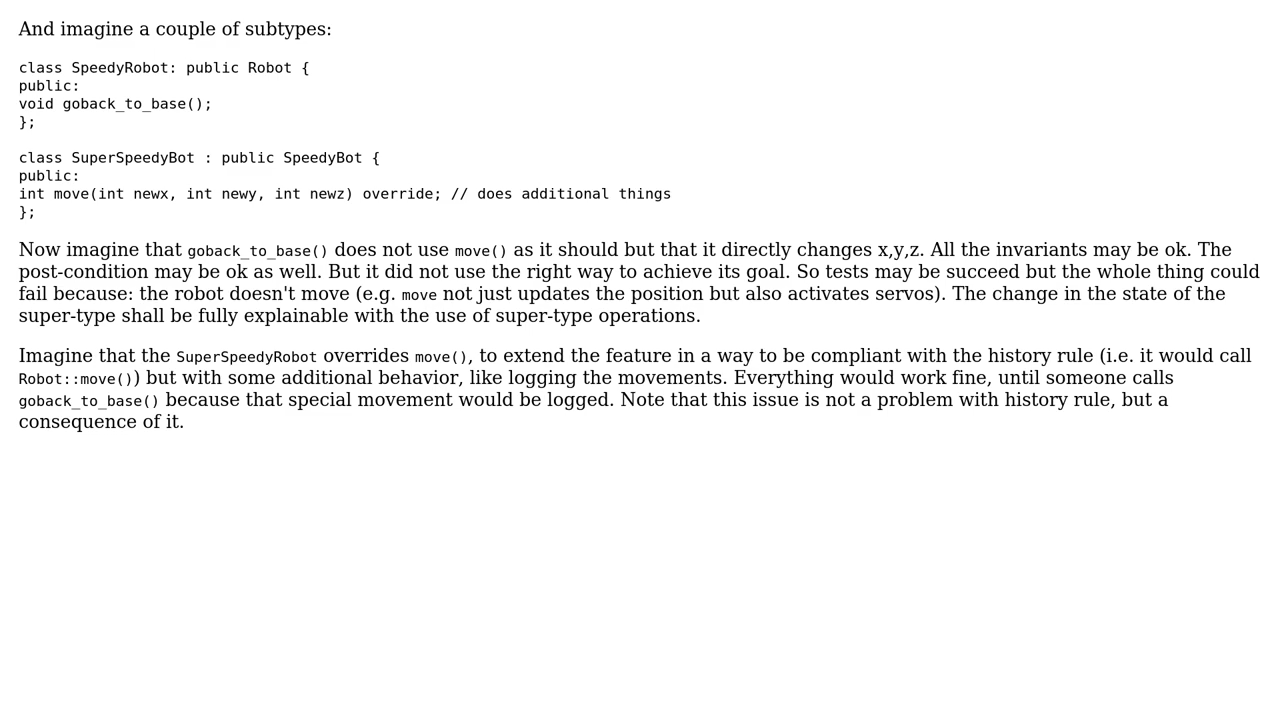 And imagine a couple of subtypes:
class SpeedyRobot: public Robot {
public:
void goback_to_base();
};
class SuperSpeedyBot : public SpeedyBot {
public:
int move(int newx, int newy, int newz) override; // does additional things
};
Now imagine that goback_to_base() does not use move() as it should but that it directly changes x,y,z. All the invariants may be ok. The
post-condition may be ok as well. But it did not use the right way to achieve its goal. So tests may be succeed but the whole thing could
fail because: the robot doesn't move (e.g. move not just updates the position but also activates servos). The change in the state of the
super-type shall be fully explainable with the use of super-type operations.
Imagine that the SuperSpeedyRobot overrides move(), to extend the feature in a way to be compliant with the history rule (i.e. it would call
Robot::move()) but with some additional behavior, like logging the movements. Everything would work fine, until someone calls
goback_to_base() because that special movement would be logged. Note that this issue is not a problem with history rule, but a
consequence of it.